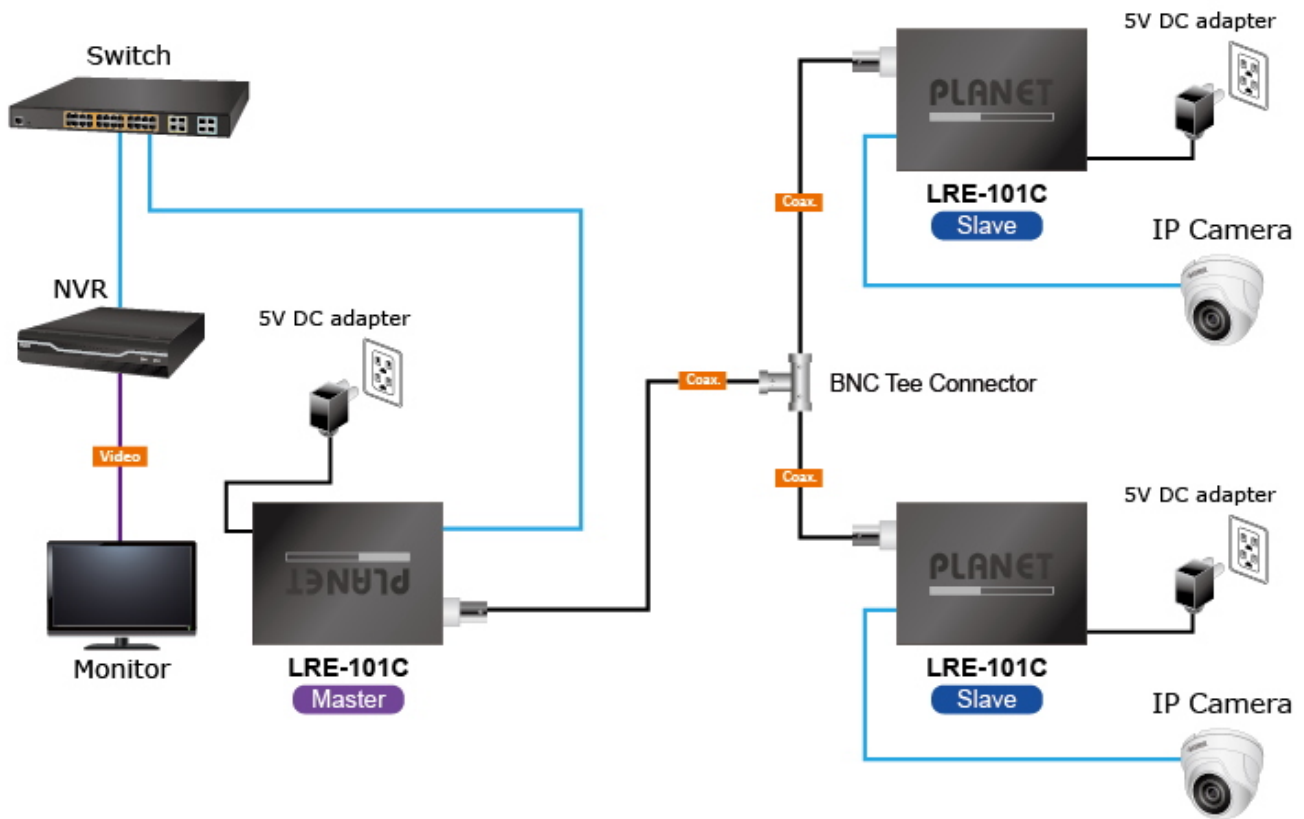 Switch
NVR
Video
Monitor
5V DC adapter
PLANET
LRE-101C
Master
Coax.
BNC Tee Connector
Coax.
Coax.
5V DC adapter
PLANET
LRE-101C
Slave
IP Camera
5V DC adapter
PLANET
LRE-101C
Slave
IP Camera